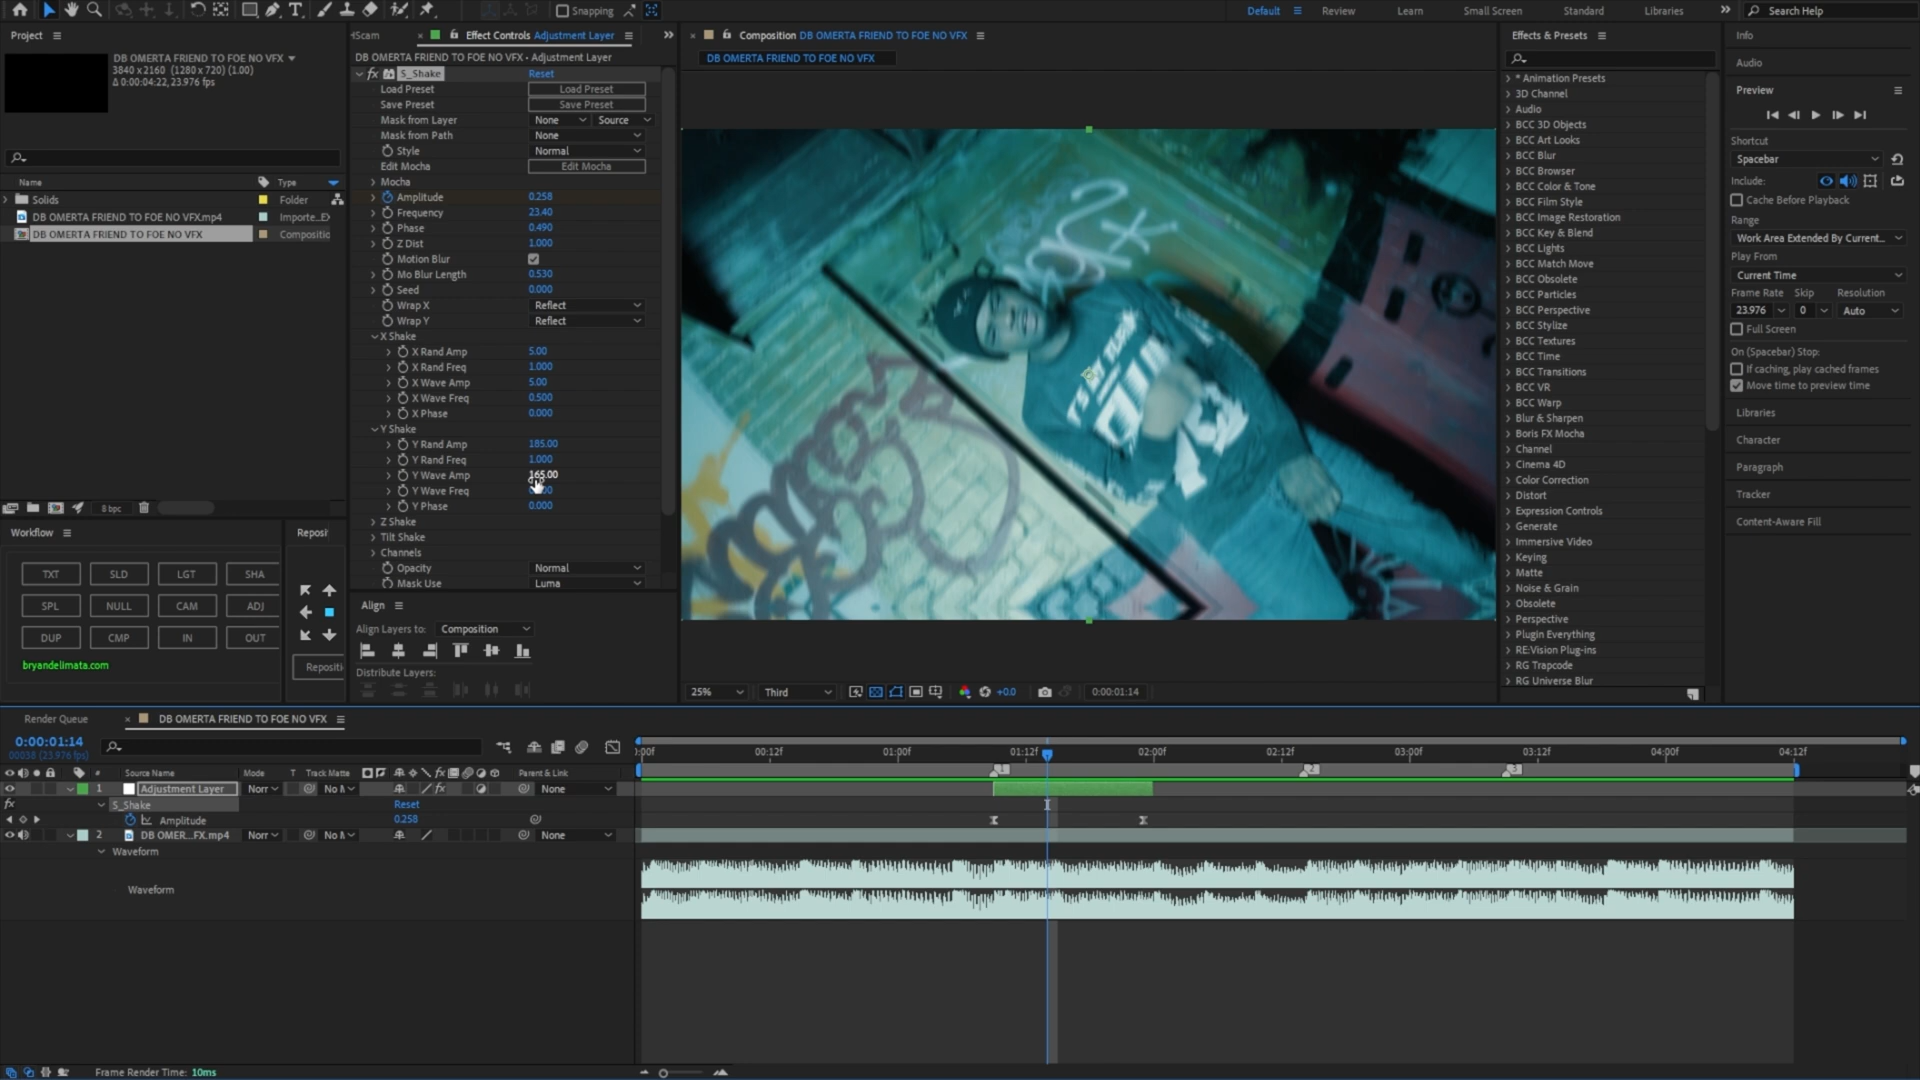 Snapping
Default
Review
Learn
Small Screen
Standard
Libraries
Search Help
Project
DB OMERTA FRIEND TO FOE NO VFX
3840 x 2160 (1280 x 720) (1.00)
Δ 0:00:04:22, 23.976 fps
Name
Type
Solids
Folder
DB OMERTA FRIEND TO FOE NO VFX.mp4
Importe...EX
DB OMERTA FRIEND TO FOE NO VFX
Compositio
8 bpc
Workflow
Reposi
TXT SLD LGT SHA
SPL NULL CAM ADJ
DUP CMP IN OUT
Repositi
bryandelimata.com
Scam
Effect Controls Adjustment Layer
DB OMERTA FRIEND TO FOE NO VFX • Adjustment Layer
fx S_Shake Reset
Load Preset Load Preset
Save Preset Save Preset
Mask from Layer None Source
Mask from Path None
Style Normal
Edit Mocha Edit Mocha
Mocha
Amplitude 0.258
Frequency 23.40
Phase 0.490
Z Dist 1.000
Motion Blur
Mo Blur Length 0.530
Seed 0.000
Wrap X Reflect
Wrap Y Reflect
X Shake
X Rand Amp 5.00
X Rand Freq 1.000
X Wave Amp 5.00
X Wave Freq 0.500
X Phase 0.000
Y Shake
Y Rand Amp 185.00
Y Rand Freq 1.000
Y Wave Amp 165.00
Y Wave Freq
Y Phase 0.000
Z Shake
Tilt Shake
Channels
Opacity Normal
Mask Use Luma
Align
Align Layers to: Composition
Distribute Layers:
Composition DB OMERTA FRIEND TO FOE NO VFX
DB OMERTA FRIEND TO FOE NO VFX
25%
Third
+0.0
0:00:01:14
Effects & Presets
* Animation Presets
3D Channel
Audio
BCC 3D Objects
BCC Art Looks
BCC Blur
BCC Browser
BCC Color & Tone
BCC Film Style
BCC Image Restoration
BCC Key & Blend
BCC Lights
BCC Match Move
BCC Obsolete
BCC Particles
BCC Perspective
BCC Stylize
BCC Textures
BCC Time
BCC Transitions
BCC VR
BCC Warp
Blur & Sharpen
Boris FX Mocha
Channel
Cinema 4D
Color Correction
Distort
Expression Controls
Generate
Immersive Video
Keying
Matte
Noise & Grain
Obsolete
Perspective
Plugin Everything
RE:Vision Plug-ins
RG Trapcode
RG Universe Blur
Info
Audio
Preview
Shortcut
Spacebar
Include:
Cache Before Playback
Range
Work Area Extended By Current...
Play From
Current Time
Frame Rate Skip Resolution
23.976 0 Auto
Full Screen
On (Spacebar) Stop:
If caching, play cached frames
Move time to preview time
Libraries
Character
Paragraph
Tracker
Content-Aware Fill
Render Queue
DB OMERTA FRIEND TO FOE NO VFX
0:00:01:14
00038 (23.976 fps)
# Source Name Mode T Track Matte fx Parent & Link
1 Adjustment Layer Norr No M fx None
fx S_Shake Reset
Amplitude 0.258
2 DB OMER...FX.mp4 Norr No M None
Waveform
Waveform
:00f 00:12f 01:00f 01:12f 02:00f 02:12f 03:00f 03:12f 04:00f 04:12f
1 2 3
Frame Render Time: 10ms